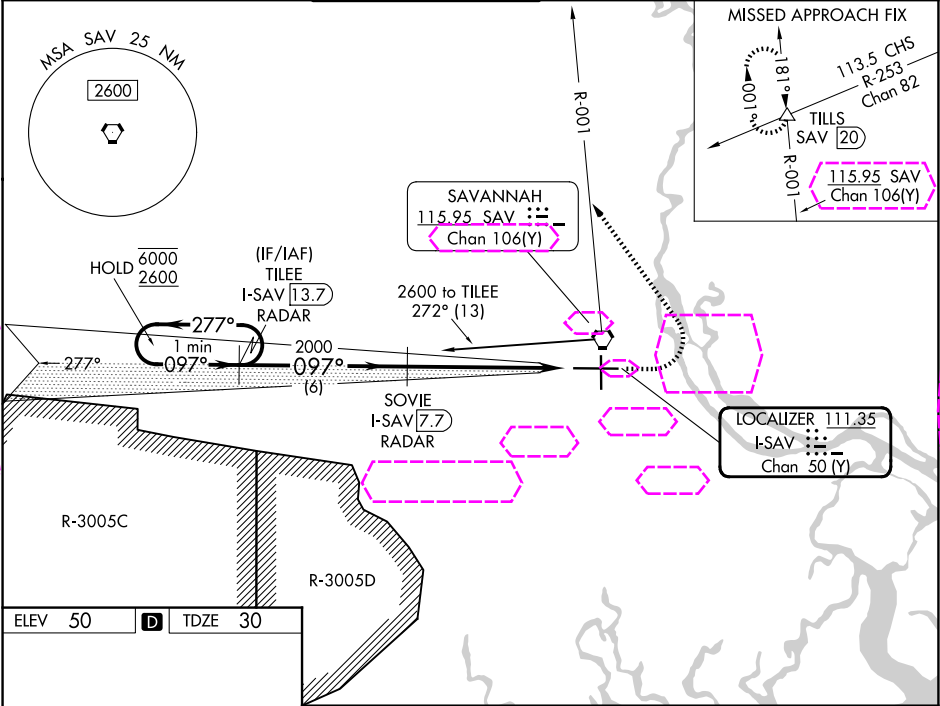 MSA SAV 25 NM
2600
HOLD
6000
2600
(IF/IAF)
TILEE
I-SAV 13.7
RADAR
277°
1 min
097°
277°
2000
097°
(6)
2600 to TILEE
272° (13)
SOVIE
I-SAV 7.7
RADAR
SAVANNAH
115.95 SAV
Chan 106(Y)
R-001
MISSED APPROACH FIX
181°
001°
113.5 CHS
R-253
Chan 82
TILLS
SAV 20
R-001
115.95 SAV
Chan 106(Y)
LOCALIZER 111.35
I-SAV
Chan 50 (Y)
R-3005C
R-3005D
ELEV 50 D TDZE 30